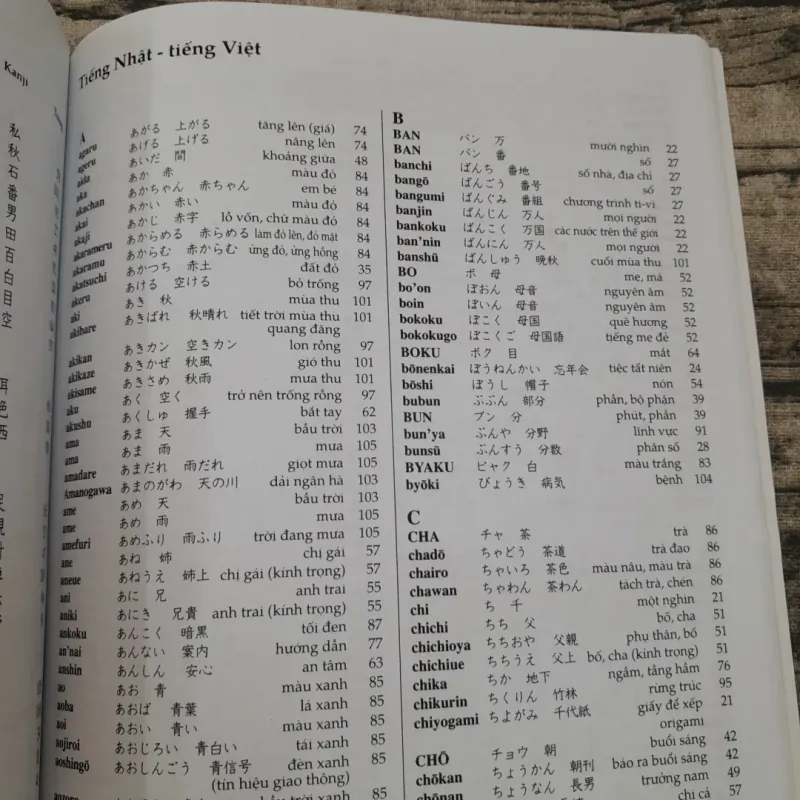 Kanji
私
秋
石
番
男
田
百
白
目
空
Tiếng Nhật - tiếng Việt
A
agaru あがる 上がる tăng lên (giá) 74
ageru あげる 上げる nâng lên 74
aida あいだ 間 khoảng giữa 48
aka あか 赤 màu đỏ 84
akachan あかちゃん 赤ちゃん em bé 84
akai あかい 赤い màu đỏ 84
akaji あかじ 赤字 lỗ vốn, chữ màu đỏ 84
akarameru あからめる 赤らめる làm đỏ lên, đỏ mặt 84
akaramu あからむ 赤からむ ửng đỏ, ửng hồng 84
akatsuchi あかつち 赤土 đất đỏ 35
akeru あける 空ける bỏ trống 97
aki あき 秋 mùa thu 101
akibare あきばれ 秋晴れ tiết trời mùa thu 101
quang đãng
akikan あきカン 空きカン lon rỗng 97
akikaze あきかぜ 秋風 gió thu 101
akisame あきさめ 秋雨 mưa thu 101
aku あく 空く trở nên trống rỗng 97
akushu あくしゅ 握手 bắt tay 62
ama あま 天 bầu trời 103
ama あま 雨 mưa 105
amadare あまだれ 雨だれ giọt mưa 105
Amanogawa あまのがわ 天の川 dải ngân hà 103
ame あめ 天 bầu trời 103
ame あめ 雨 mưa 105
amefuri あめふり 雨ふり trời đang mưa 105
ane あね 姉 chị gái 57
aneue あねうえ 姉上 chị gái (kính trọng) 57
ani あに 兄 anh trai 55
aniki あにき 兄貴 anh trai (kính trọng) 55
ankoku あんこく 暗黒 tối đen 87
an'nai あんない 案内 hướng dẫn 77
anshin あんしん 安心 an tâm 63
ao あお 青 màu xanh 85
aoba あおば 青葉 lá xanh 85
aoi あおい 青い màu xanh 85
aojiroi あおじろい 青白い tái xanh 85
aoshingō あおしんごう 青信号 đèn xanh 85
(tín hiệu giao thông)
bầu trời xanh 85
B
BAN バン 万 mười nghìn 22
BAN バン 番 số 27
banchi ばんち 番地 số nhà, địa chỉ 27
bangō ばんごう 番号 số 27
bangumi ばんぐみ 番組 chương trình ti-vi 27
banjin ばんじん 万人 mọi người 22
bankoku ばんこく 万国 các nước trên thế giới 22
ban'nin ばんにん 万人 mọi người 22
banshū ばんしゅう 晩秋 cuối mùa thu 101
BO ボ 母 mẹ, má 52
bo'on ぼおん 母音 nguyên âm 52
boin ぼいん 母音 nguyên âm 52
bokoku ぼこく 母国 quê hương 52
bokokugo ぼこくご 母国語 tiếng mẹ đẻ 52
BOKU ボク 目 mắt 64
bōnenkai ぼうねんかい 忘年会 tiệc tất niên 24
bōshi ぼうし 帽子 nón 54
bubun ぶぶん 部分 phần, bộ phận 39
BUN ブン 分 phút, phần 39
bun'ya ぶんや 分野 lĩnh vực 91
bunsū ぶんすう 分数 phân số 28
BYAKU ビャク 白 màu trắng 83
byōki びょうき 病気 bệnh 104
C
CHA チャ 茶 trà 86
chadō ちゃどう 茶道 trà đạo 86
chairo ちゃいろ 茶色 màu nâu, màu trà 86
chawan ちゃわん 茶わん tách trà, chén 86
chi ち 千 một nghìn 21
chichi ちち 父 bố, cha 51
chichioya ちちおや 父親 phụ thân, bố 51
chichiue ちちうえ 父上 bố, cha (kính trọng) 51
chika ちか 地下 ngầm, tầng hầm 76
chikurin ちくりん 竹林 rừng trúc 95
chiyogami ちよがみ 千代紙 giấy để xếp 21
origami
CHŌ チョウ 朝 buổi sáng 42
chōkan ちょうかん 朝刊 báo ra buổi sáng 42
chōnan ちょうなん 長男 trưởng nam 49
chị cả 57